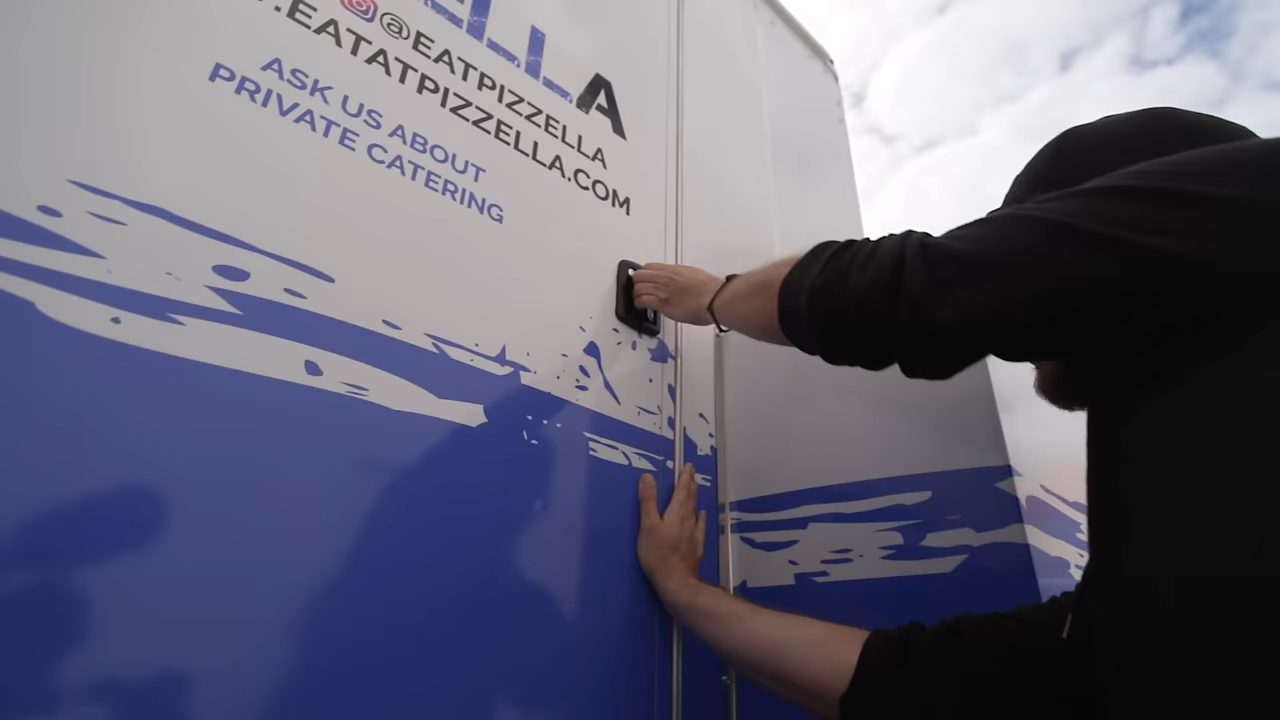 @EATPIZZELLA
.EATATPIZZELLA.COM
ASK US ABOUT
PRIVATE CATERING